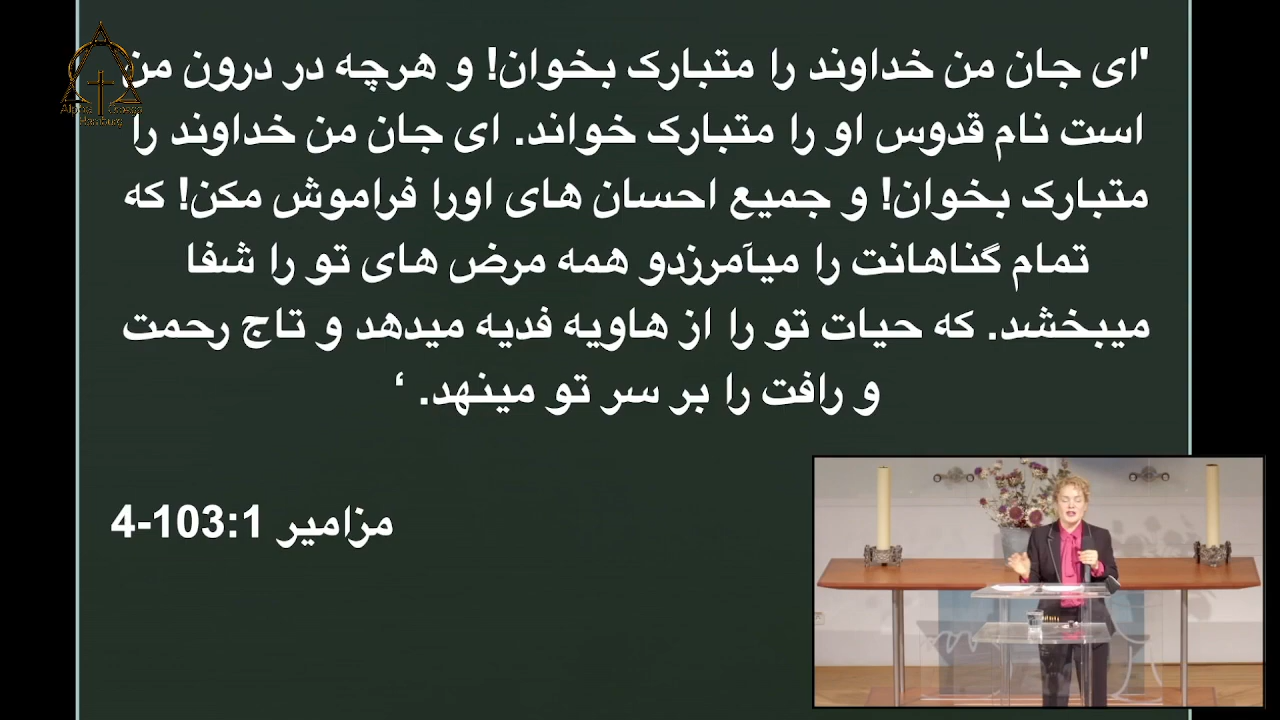 'ای جان من خداوند را متبارک بخوان! و هرچه در درون من
است نام قدوس او را متبارک خواند. ای جان من خداوند را
متبارک بخوان! و جمیع احسان های اورا فراموش مکن! که
تمام گناهانت را میآمرزدو همه مرض های تو را شفا
میبخشد. که حیات تو را از هاویه فدیه میدهد و تاج رحمت
و رافت را بر سر تو مینهد. ‘
مزامیر 103:1-4
Alpha Omega
Hamburg